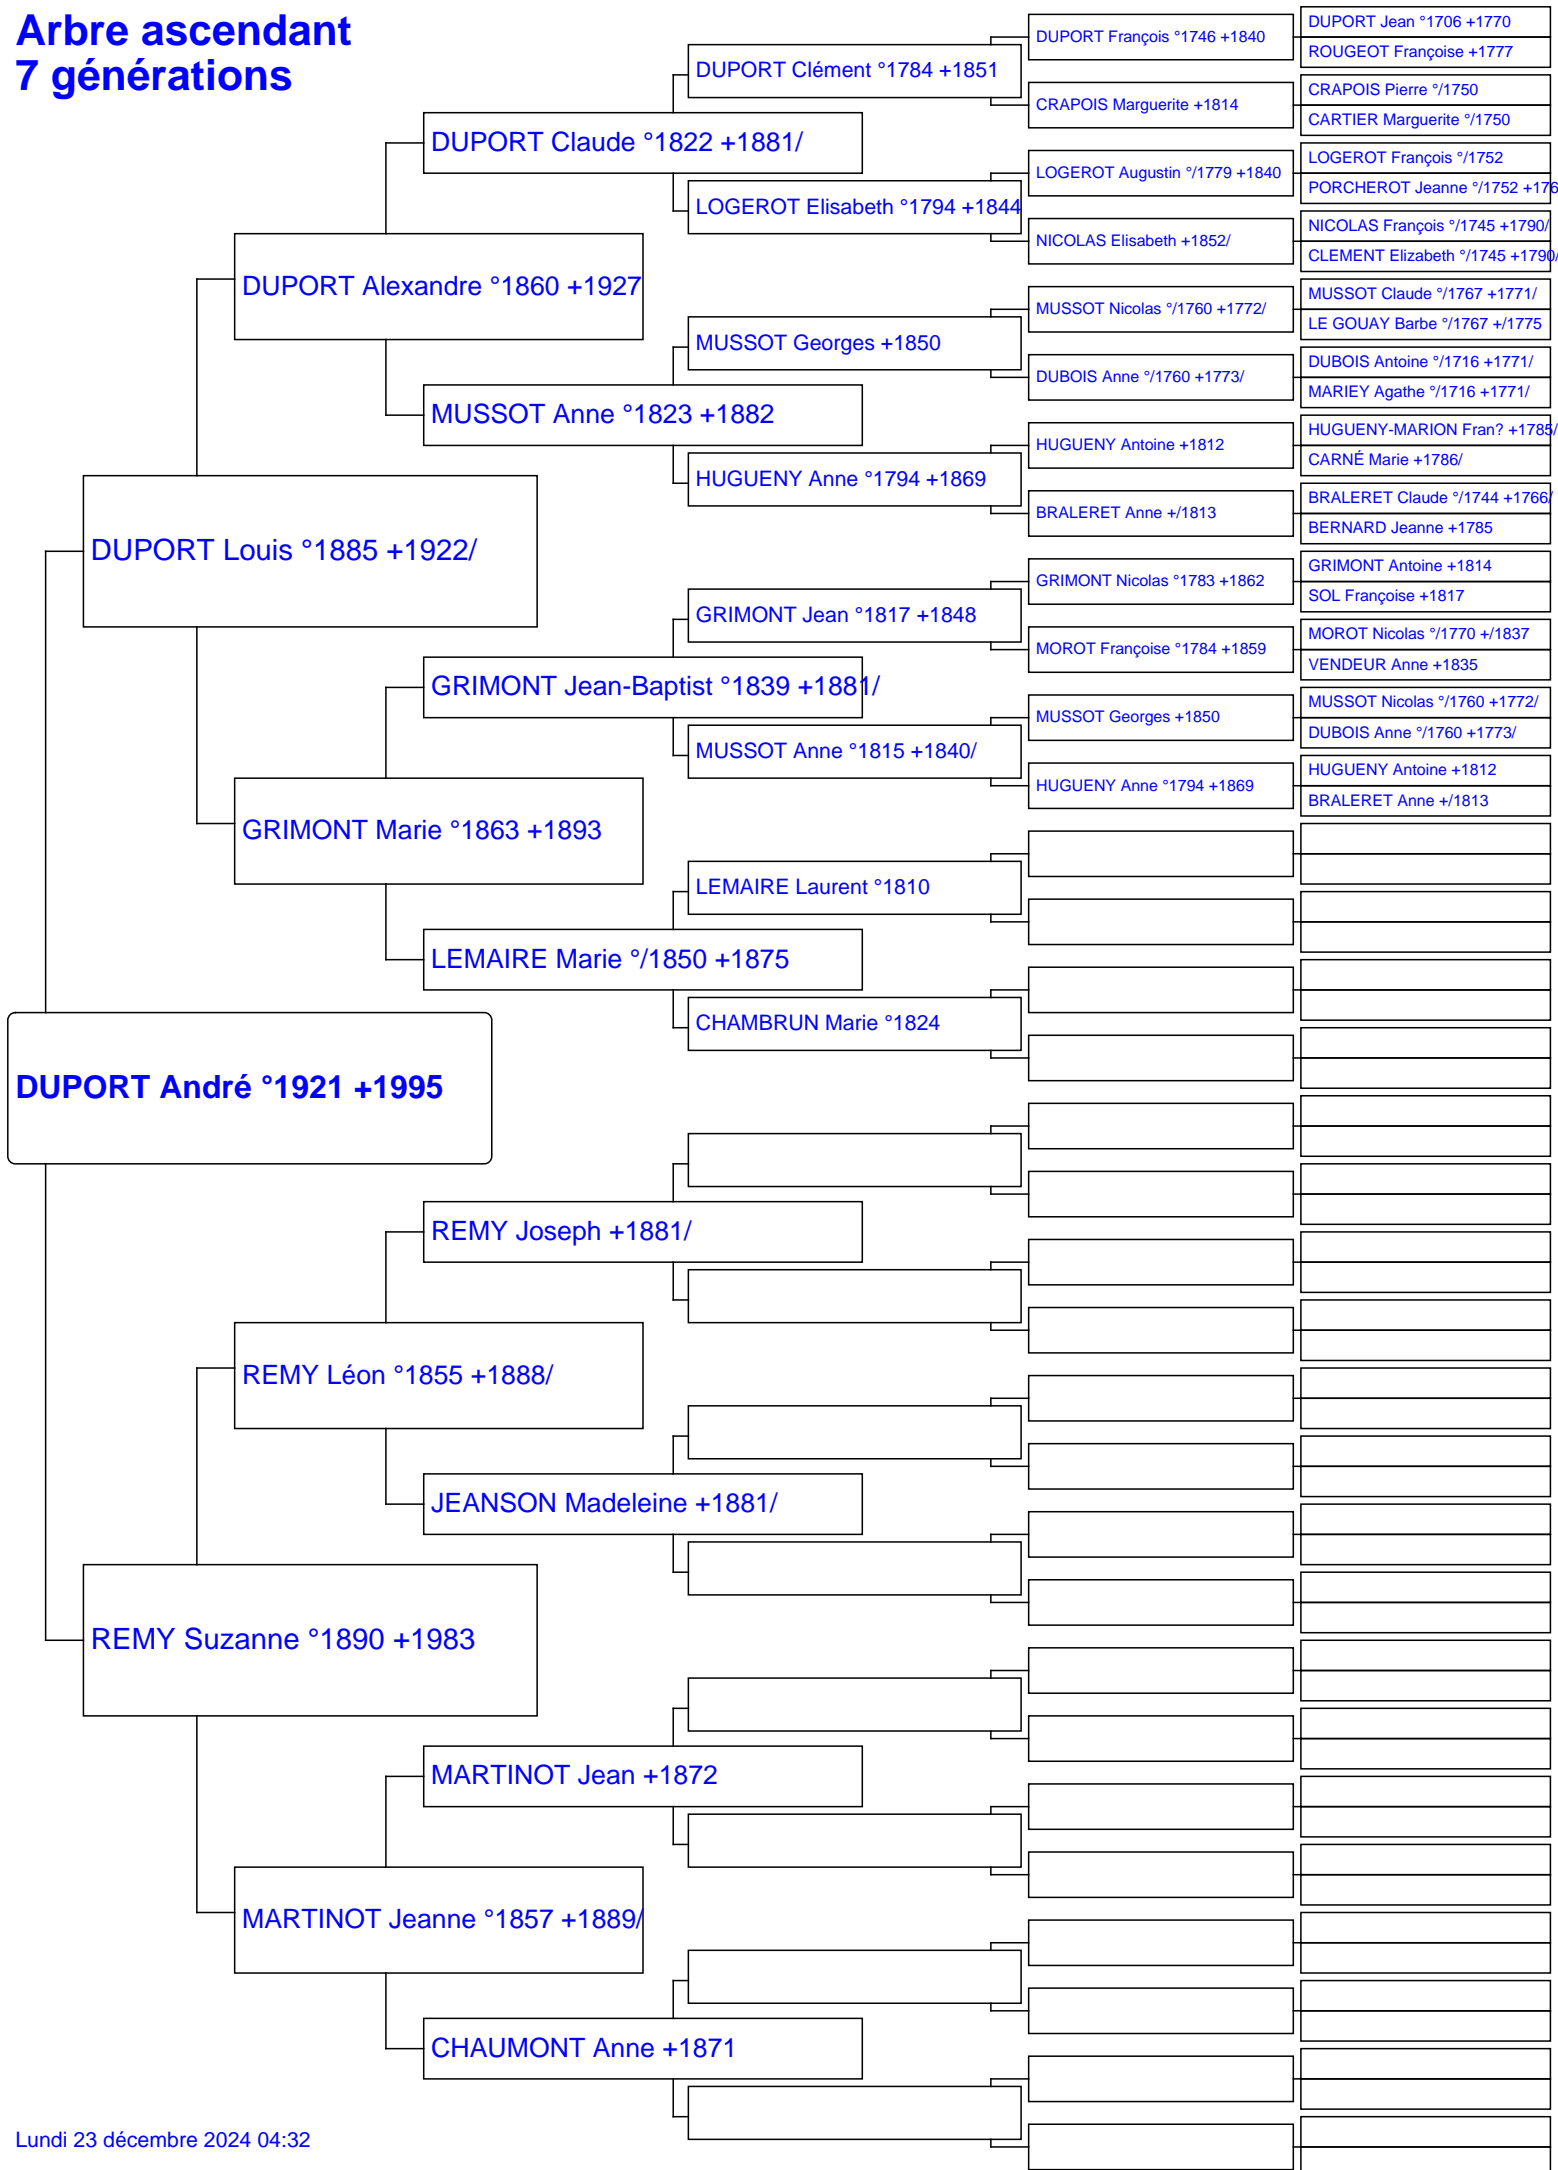 Arbre ascendant
7 générations
DUPORT André °1921 +1995
DUPORT Louis °1885 +1922/
REMY Suzanne °1890 +1983
DUPORT Alexandre °1860 +1927
GRIMONT Marie °1863 +1893
REMY Léon °1855 +1888/
MARTINOT Jeanne °1857 +1889/
DUPORT Claude °1822 +1881/
MUSSOT Anne °1823 +1882
GRIMONT Jean-Baptist °1839 +1881/
LEMAIRE Marie °/1850 +1875
REMY Joseph +1881/
JEANSON Madeleine +1881/
MARTINOT Jean +1872
CHAUMONT Anne +1871
DUPORT Clément °1784 +1851
LOGEROT Elisabeth °1794 +1844
MUSSOT Georges +1850
HUGUENY Anne °1794 +1869
GRIMONT Jean °1817 +1848
MUSSOT Anne °1815 +1840/
LEMAIRE Laurent °1810
CHAMBRUN Marie °1824
DUPORT François °1746 +1840
CRAPOIS Marguerite +1814
LOGEROT Augustin °/1779 +1840
NICOLAS Elisabeth +1852/
MUSSOT Nicolas °/1760 +1772/
DUBOIS Anne °/1760 +1773/
HUGUENY Antoine +1812
BRALERET Anne +/1813
GRIMONT Nicolas °1783 +1862
MOROT Françoise °1784 +1859
MUSSOT Georges +1850
HUGUENY Anne °1794 +1869
DUPORT Jean °1706 +1770
ROUGEOT Françoise +1777
CRAPOIS Pierre °/1750
CARTIER Marguerite °/1750
LOGEROT François °/1752
PORCHEROT Jeanne °/1752 +176
NICOLAS François °/1745 +1790/
CLEMENT Elizabeth °/1745 +1790/
MUSSOT Claude °/1767 +1771/
LE GOUAY Barbe °/1767 +/1775
DUBOIS Antoine °/1716 +1771/
MARIEY Agathe °/1716 +1771/
HUGUENY-MARION Fran? +1785/
CARNÉ Marie +1786/
BRALERET Claude °/1744 +1766/
BERNARD Jeanne +1785
GRIMONT Antoine +1814
SOL Françoise +1817
MOROT Nicolas °/1770 +/1837
VENDEUR Anne +1835
MUSSOT Nicolas °/1760 +1772/
DUBOIS Anne °/1760 +1773/
HUGUENY Antoine +1812
BRALERET Anne +/1813
Lundi 23 décembre 2024 04:32